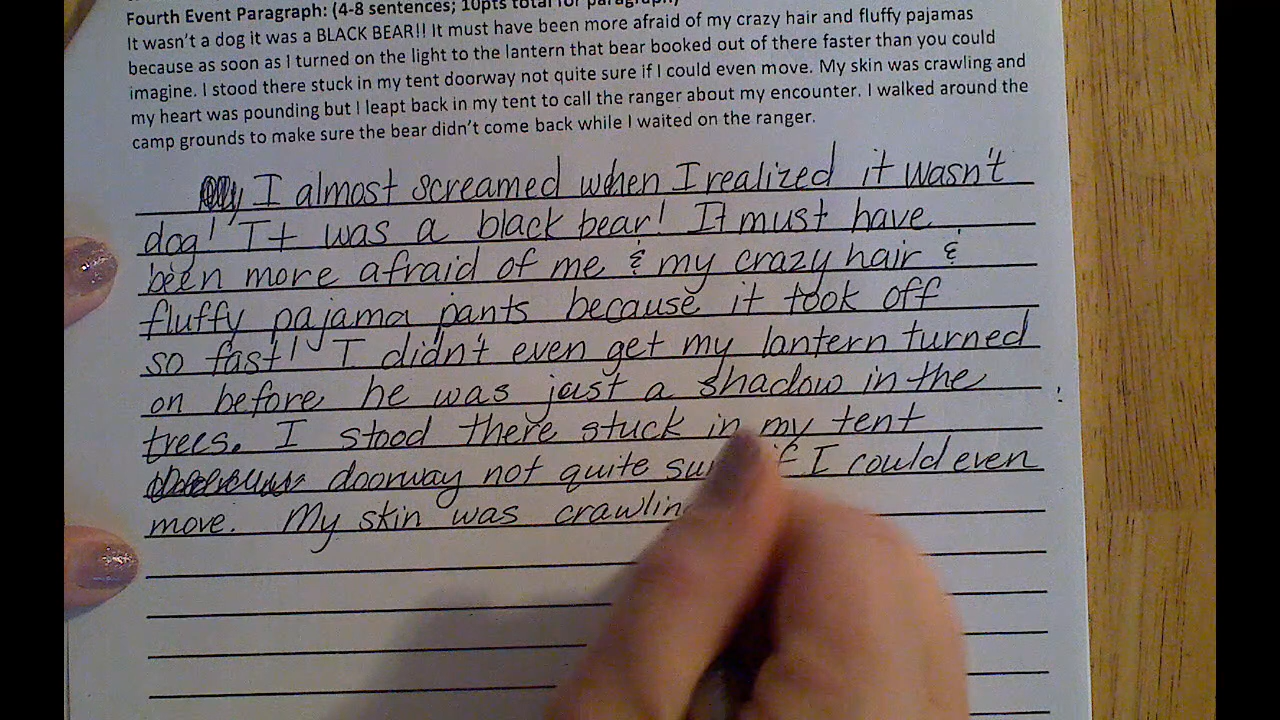 Fourth Event Paragraph: (4-8 sentences; 10pts total for paragraph)
It wasn't a dog it was a BLACK BEAR!! It must have been more afraid of my crazy hair and fluffy pajamas
because as soon as I turned on the light to the lantern that bear booked out of there faster than you could
imagine. I stood there stuck in my tent doorway not quite sure if I could even move. My skin was crawling and
my heart was pounding but I leapt back in my tent to call the ranger about my encounter. I walked around the
camp grounds to make sure the bear didn't come back while I waited on the ranger.
I almost screamed when I realized it wasn't
dog! It was a black bear! It must have
been more afraid of me & my crazy hair &
fluffy pajama pants because it took off
so fast! I didn't even get my lantern turned
on before he was just a shadow in the
trees. I stood there stuck in my tent
doorway not quite if I could even
move. My skin was